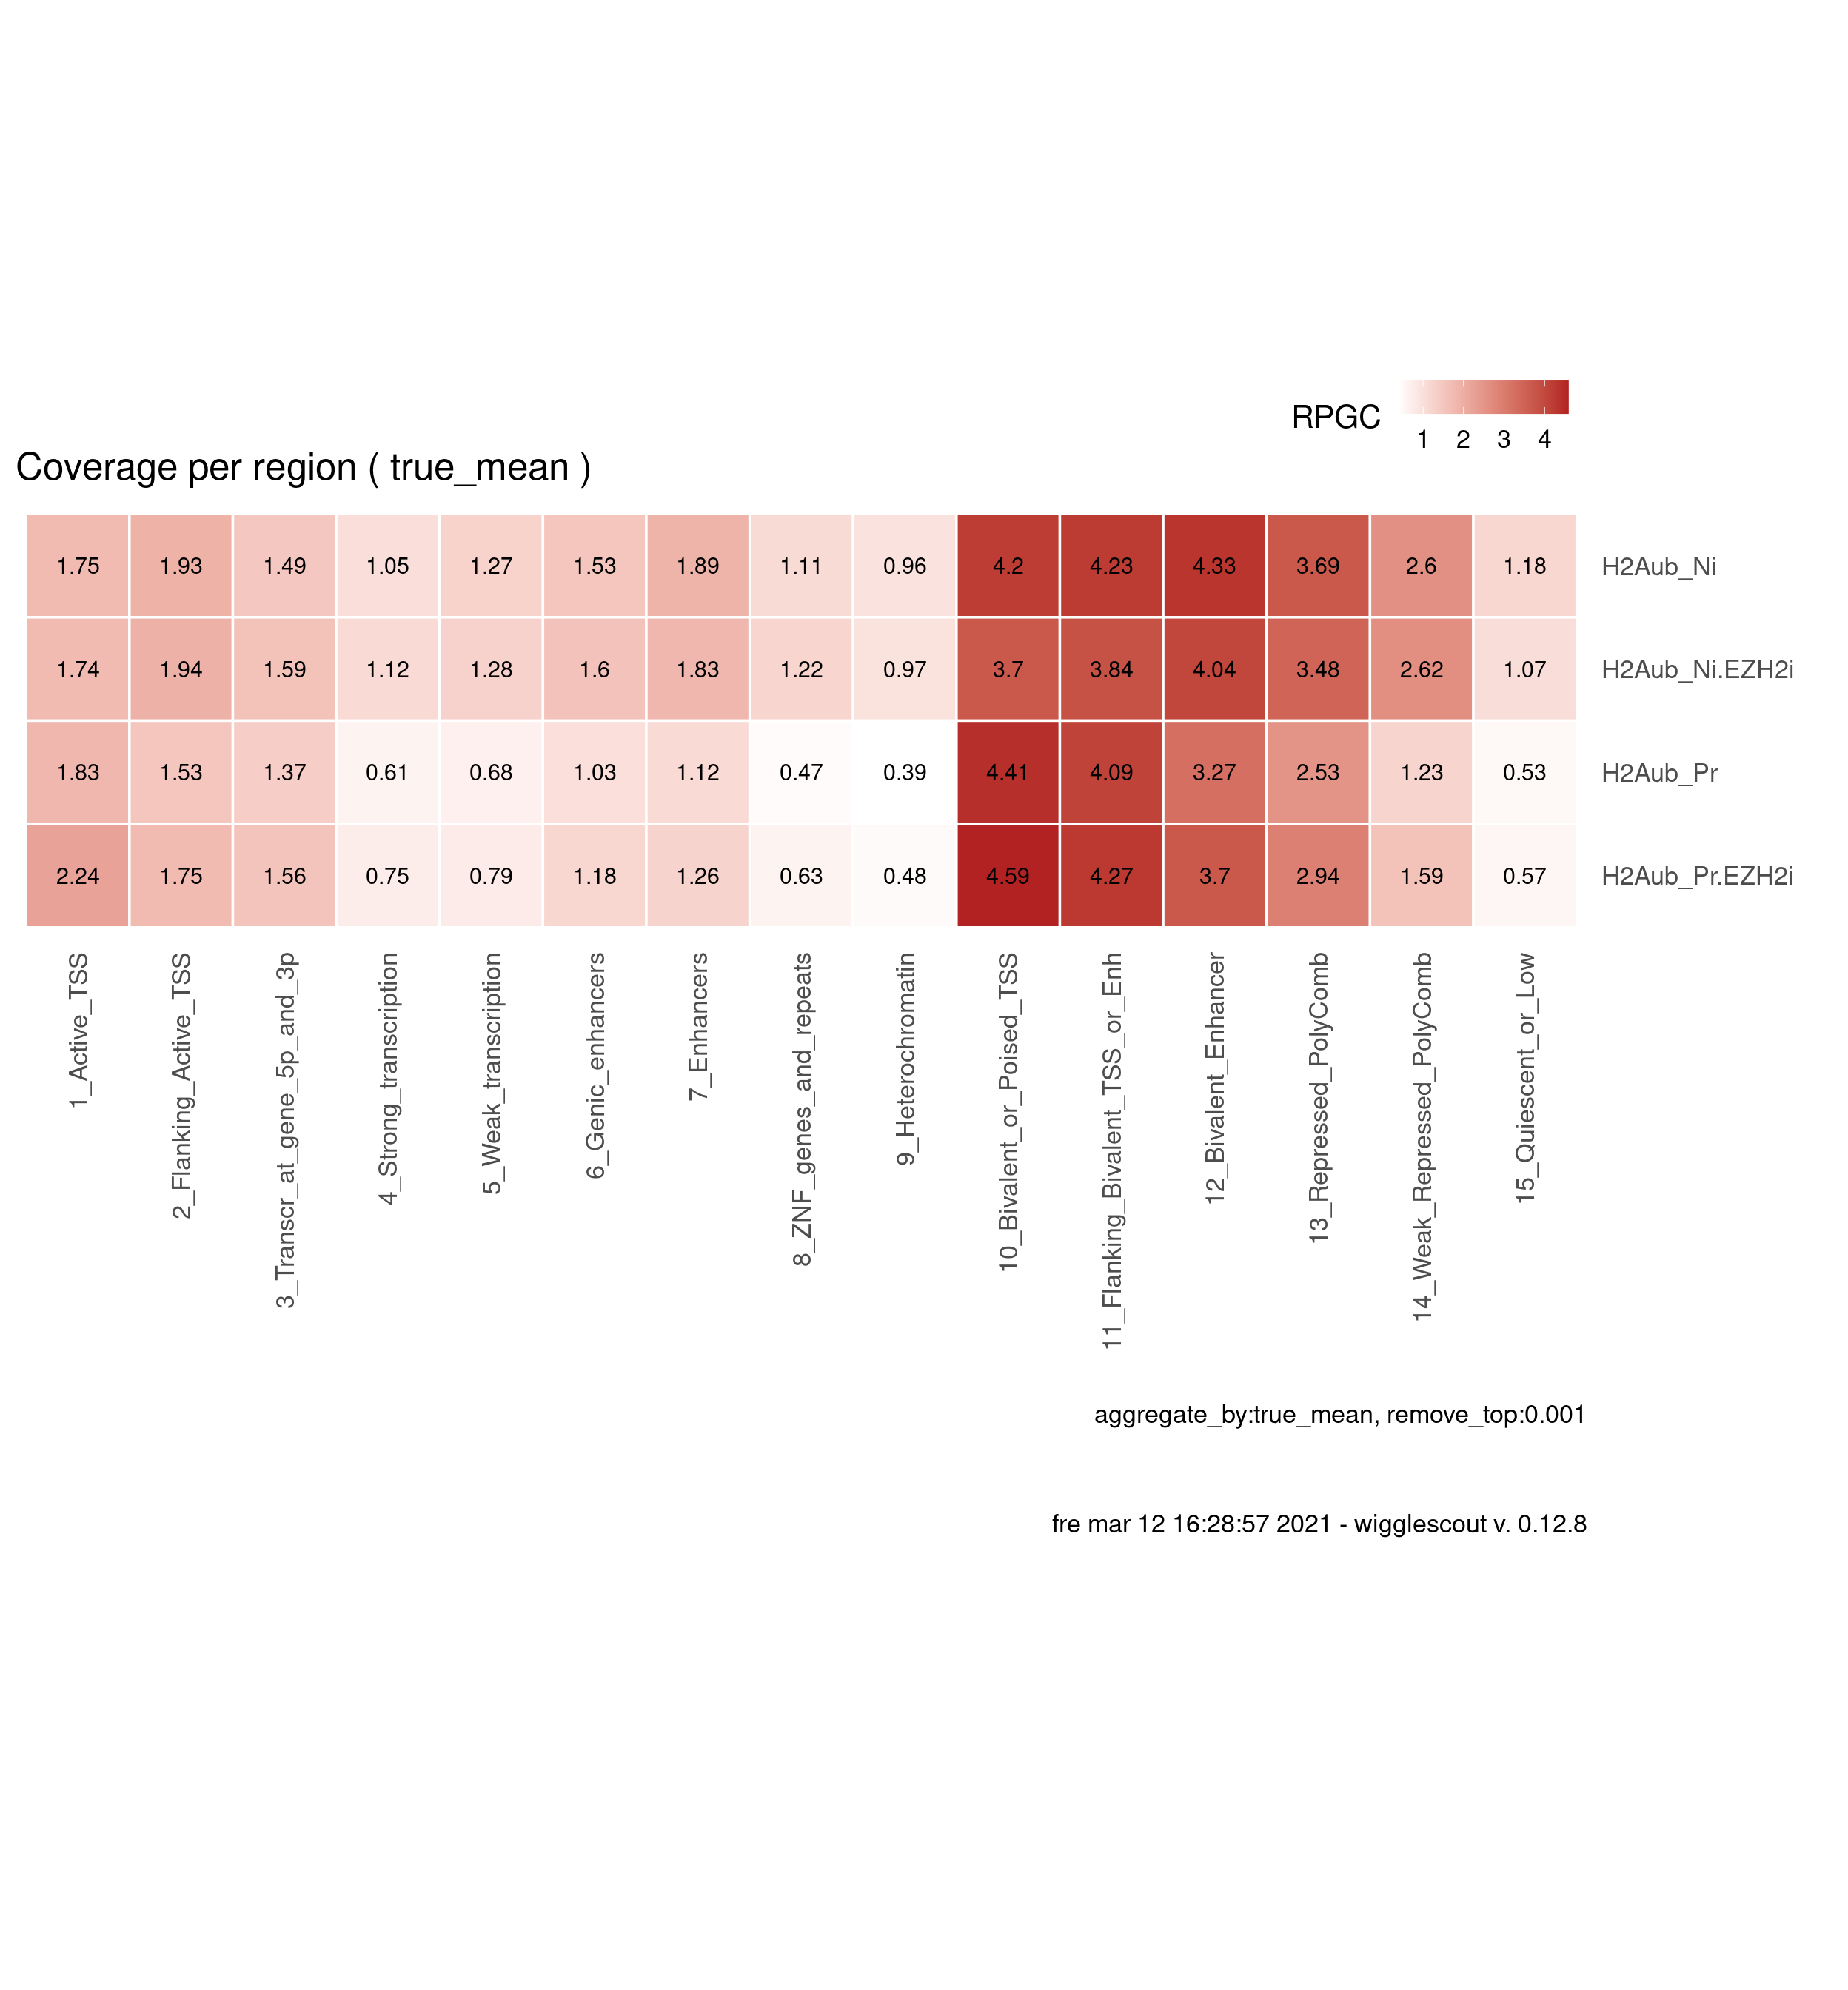 RPGC
1 2 3 4
Coverage per region ( true_mean )
1.75 1.93 1.49 1.05 1.27 1.53 1.89 1.11 0.96 4.2 4.23 4.33 3.69 2.6 1.18 H2Aub_Ni
1.74 1.94 1.59 1.12 1.28 1.6 1.83 1.22 0.97 3.7 3.84 4.04 3.48 2.62 1.07 H2Aub_Ni.EZH2i
1.83 1.53 1.37 0.61 0.68 1.03 1.12 0.47 0.39 4.41 4.09 3.27 2.53 1.23 0.53 H2Aub_Pr
2.24 1.75 1.56 0.75 0.79 1.18 1.26 0.63 0.48 4.59 4.27 3.7 2.94 1.59 0.57 H2Aub_Pr.EZH2i
1_Active_TSS
2_Flanking_Active_TSS
3_Transcr_at_gene_5p_and_3p
4_Strong_transcription
5_Weak_transcription
6_Genic_enhancers
7_Enhancers
8_ZNF_genes_and_repeats
9_Heterochromatin
10_Bivalent_or_Poised_TSS
11_Flanking_Bivalent_TSS_or_Enh
12_Bivalent_Enhancer
13_Repressed_PolyComb
14_Weak_Repressed_PolyComb
15_Quiescent_or_Low
aggregate_by:true_mean, remove_top:0.001
fre mar 12 16:28:57 2021 - wigglescout v. 0.12.8